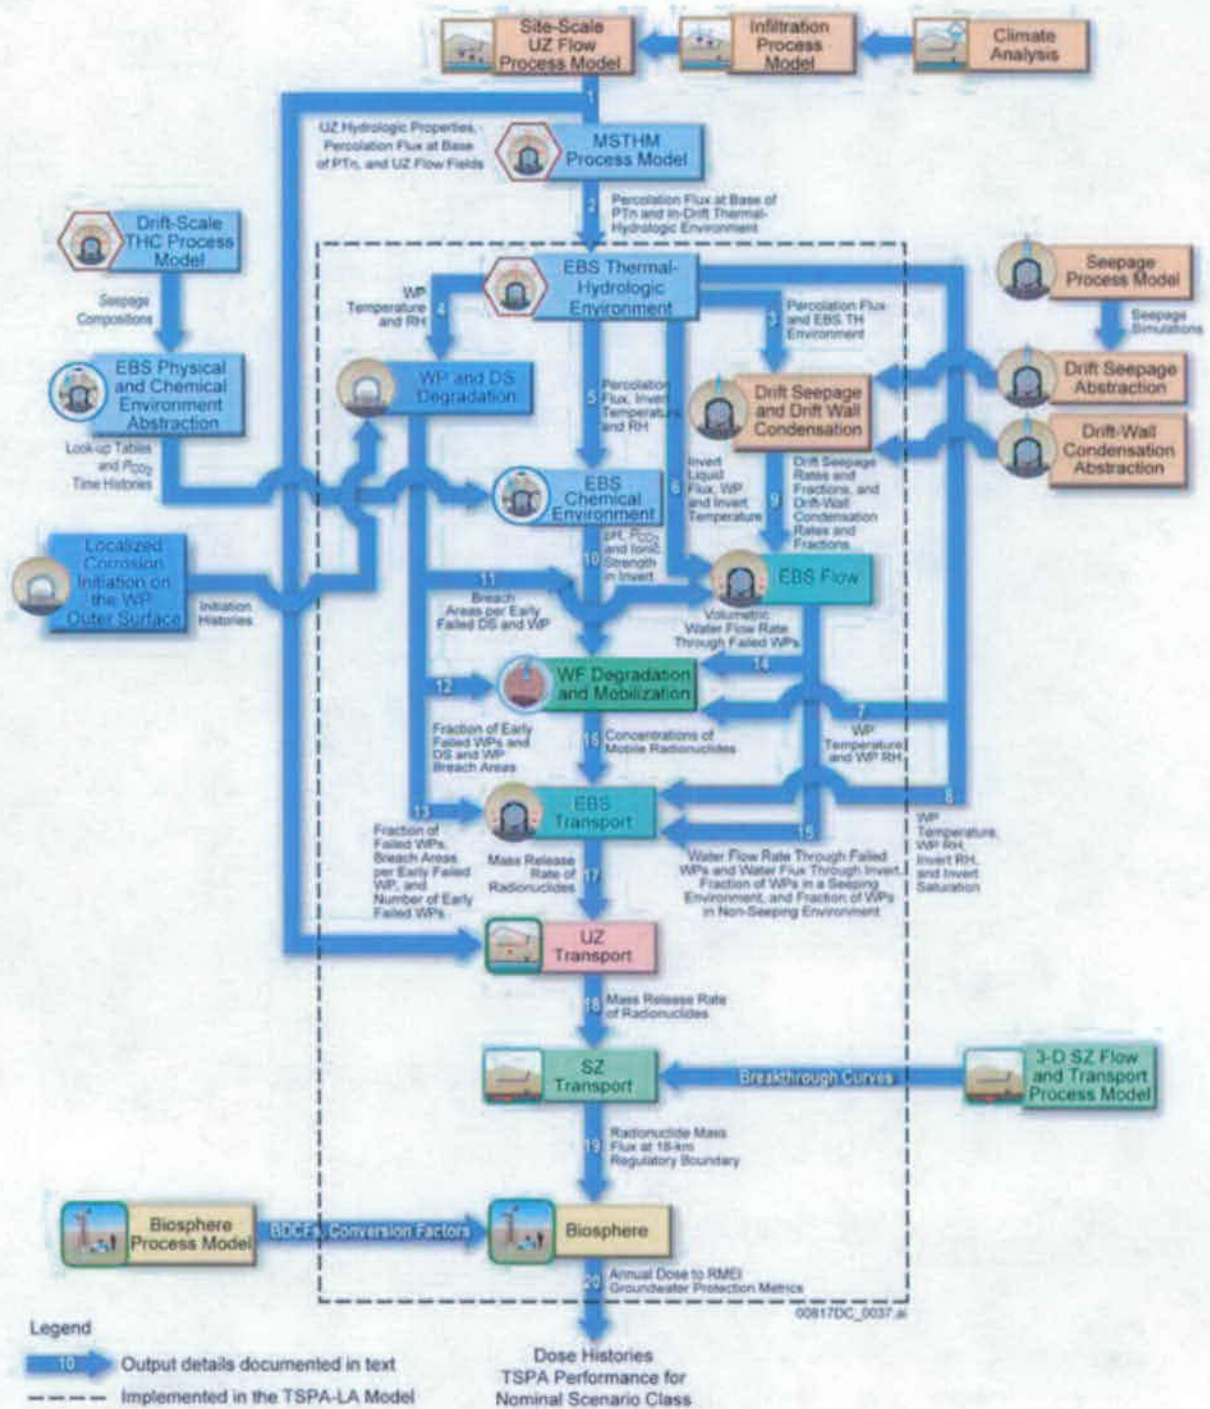 Site-Scale
UZ Flow
Process Model
Infiltration
Process
Model
Climate
Analysis
1
UZ Hydrologic Properties,
Percolation Flux at Base
of PTn, and UZ Flow Fields
MSTHM
Process Model
2
Percolation Flux at Base of
PTn and In-Drift Thermal-
Hydrologic Environment
Drift-Scale
THC Process
Model
Seepage
Compositions
EBS Thermal-
Hydrologic
Environment
Seepage
Process Model
Seepage
Simulations
WP
Temperature
and RH
4
3
Percolation Flux
and EBS TH
Environment
EBS Physical
and Chemical
Environment
Abstraction
WP and DS
Degradation
5
Percolation
Flux, Invert
Temperature
and RH
Drift Seepage
and Drift Wall
Condensation
Drift Seepage
Abstraction
Drift-Wall
Condensation
Abstraction
Look-up Tables
and PCO2
Time Histories
EBS
Chemical
Environment
6
Invert
Liquid
Flux, WP
and Invert
Temperature
9
Drift Seepage
Rates and
Fractions, and
Drift-Wall
Condensation
Rates and
Fractions
Localized
Corrosion
Initiation on
the WP
Outer Surface
Initiation
Histories
10
pH, PCO2
and Ionic
Strength
in Invert
11
Breach
Areas per Early
Failed DS and WP
EBS Flow
Volumetric
Water Flow Rate
Through Failed WPs
14
12
WF Degradation
and Mobilization
7
WP
Temperature
and WP RH
Fraction of Early
Failed WPs and
DS and WP
Breach Areas
16
Concentrations of
Mobile Radionuclides
13
EBS
Transport
8
15
WP
Temperature,
WP RH,
Invert RH,
and Invert
Saturation
Fraction of
Failed WPs,
Breach Areas
per Early Failed
WP, and
Number of Early
Failed WPs
Mass Release
Rate of
Radionuclides
17
Water Flow Rate Through Failed
WPs and Water Flux Through Invert,
Fraction of WPs in a Seeping
Environment, and Fraction of WPs
in Non-Seeping Environment
UZ
Transport
18
Mass Release Rate
of Radionuclides
SZ
Transport
Breakthrough Curves
3-D SZ Flow
and Transport
Process Model
19
Radionuclide Mass
Flux at 18-km
Regulatory Boundary
Biosphere
Process Model
BDCFs, Conversion Factors
Biosphere
20
Annual Dose to RMEI
Groundwater Protection Metrics
00817DC_0037.ai
Legend
10
Output details documented in text
Implemented in the TSPA-LA Model
Dose Histories
TSPA Performance for
Nominal Scenario Class